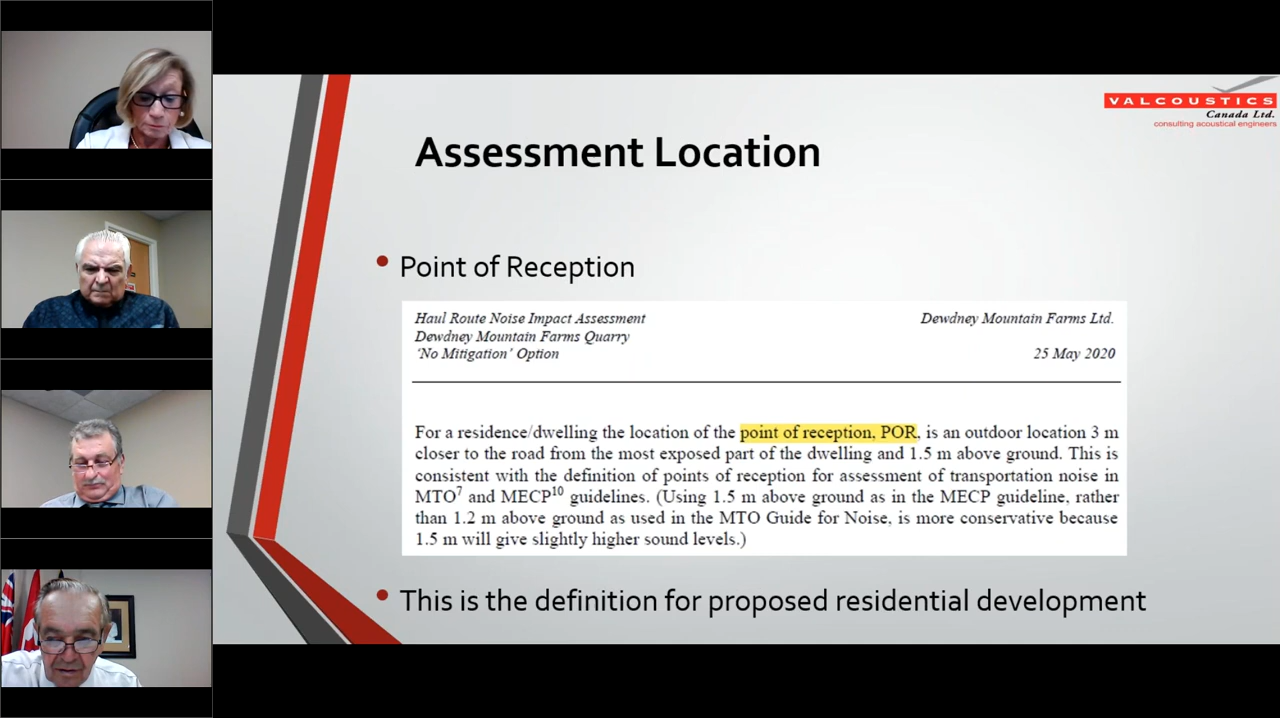 VALCOUSTICS
Canada Ltd.
consulting acoustical engineers
Assessment Location
• Point of Reception
Haul Route Noise Impact Assessment Dewdney Mountain Farms Ltd.
Dewdney Mountain Farms Quarry
'No Mitigation' Option 25 May 2020
For a residence/dwelling the location of the point of reception, POR, is an outdoor location 3 m
closer to the road from the most exposed part of the dwelling and 1.5 m above ground. This is
consistent with the definition of points of reception for assessment of transportation noise in
MTO⁷ and MECP¹⁰ guidelines. (Using 1.5 m above ground as in the MECP guideline, rather
than 1.2 m above ground as used in the MTO Guide for Noise, is more conservative because
1.5 m will give slightly higher sound levels.)
• This is the definition for proposed residential development